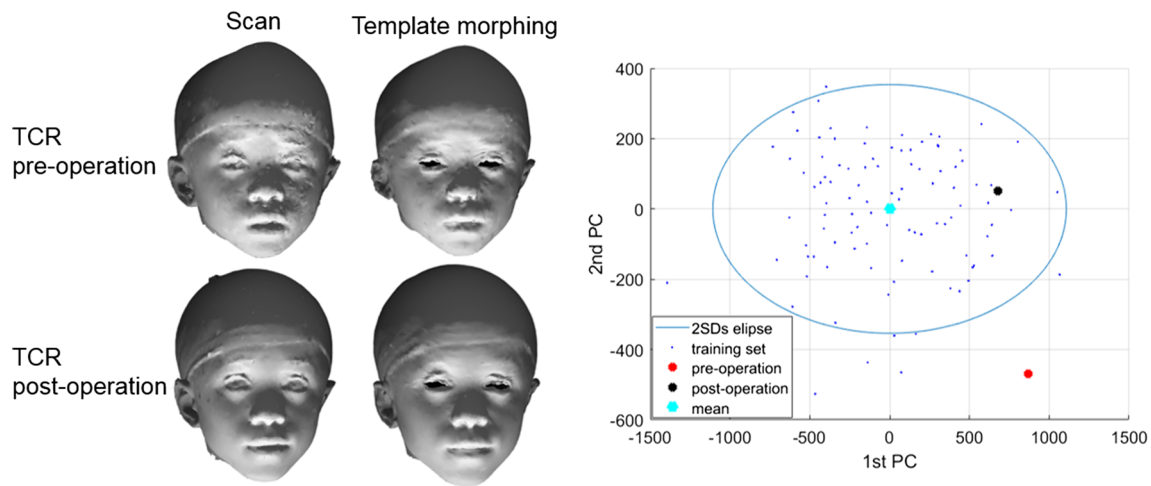 Scan
Template morphing
TCR
pre-operation
TCR
post-operation
400
200
0
-200
-400
-600
2nd PC
-1500
-1000
-500
0
500
1000
1500
1st PC
2SDs elipse
training set
pre-operation
post-operation
mean